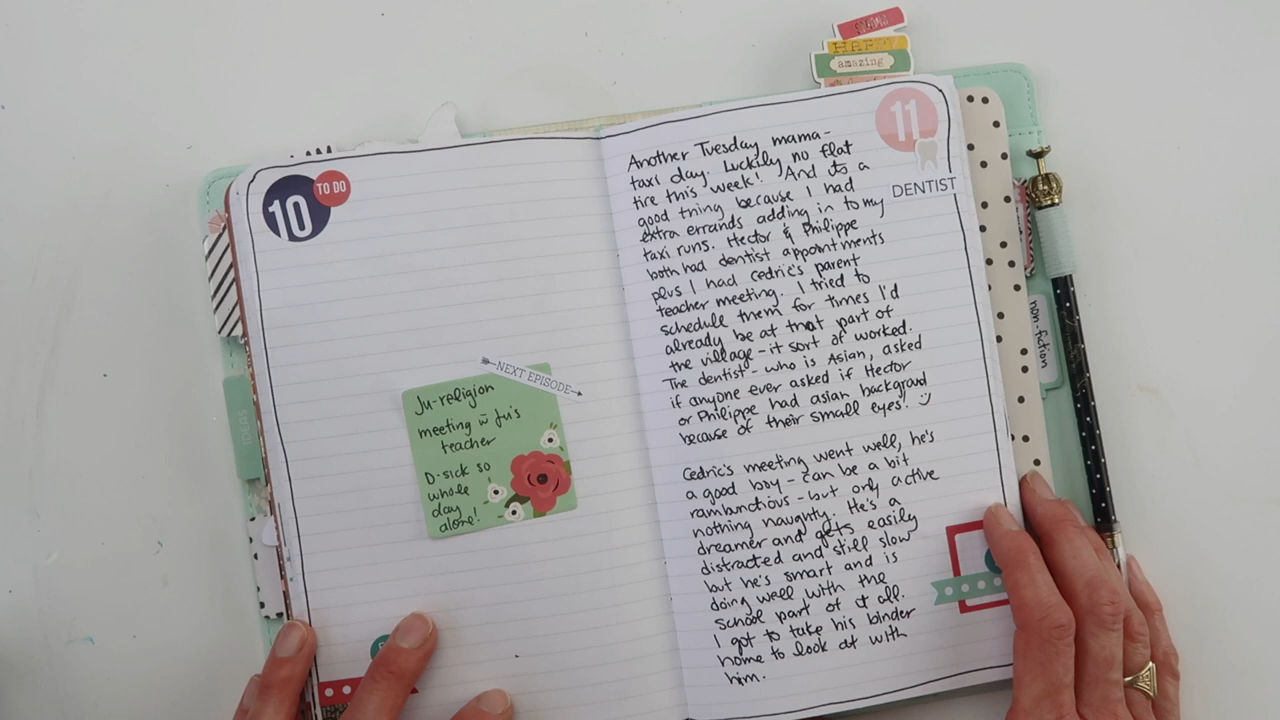 HAPPY
amazing
10
TO DO
NEXT EPISODE
Ju-religion
meeting w̄ Ju's
teacher
D-sick so
whole
day
alone!
IDEAS
11
DENTIST
Another Tuesday mama-
taxi day. Luckily no flat
tire this week! And its a
good thing because I had
extra errands adding in to my
taxi runs. Hector & Philippe
both had dentist appointments
plus I had Cedric's parent
teacher meeting. I tried to
schedule them for times I'd
already be at that part of
the village - it sort of worked.
The dentist - who is Asian, asked
if anyone ever asked if Hector
or Philippe had asian background
because of their small eyes! :)
Cedric's meeting went well, he's
a good boy - can be a bit
rambunctious - but only active
nothing naughty. He's a
dreamer and gets easily
distracted and still slow
but he's smart and is
doing well with the
school part of it all.
I got to take his binder
home to look at with
him.
non-fiction